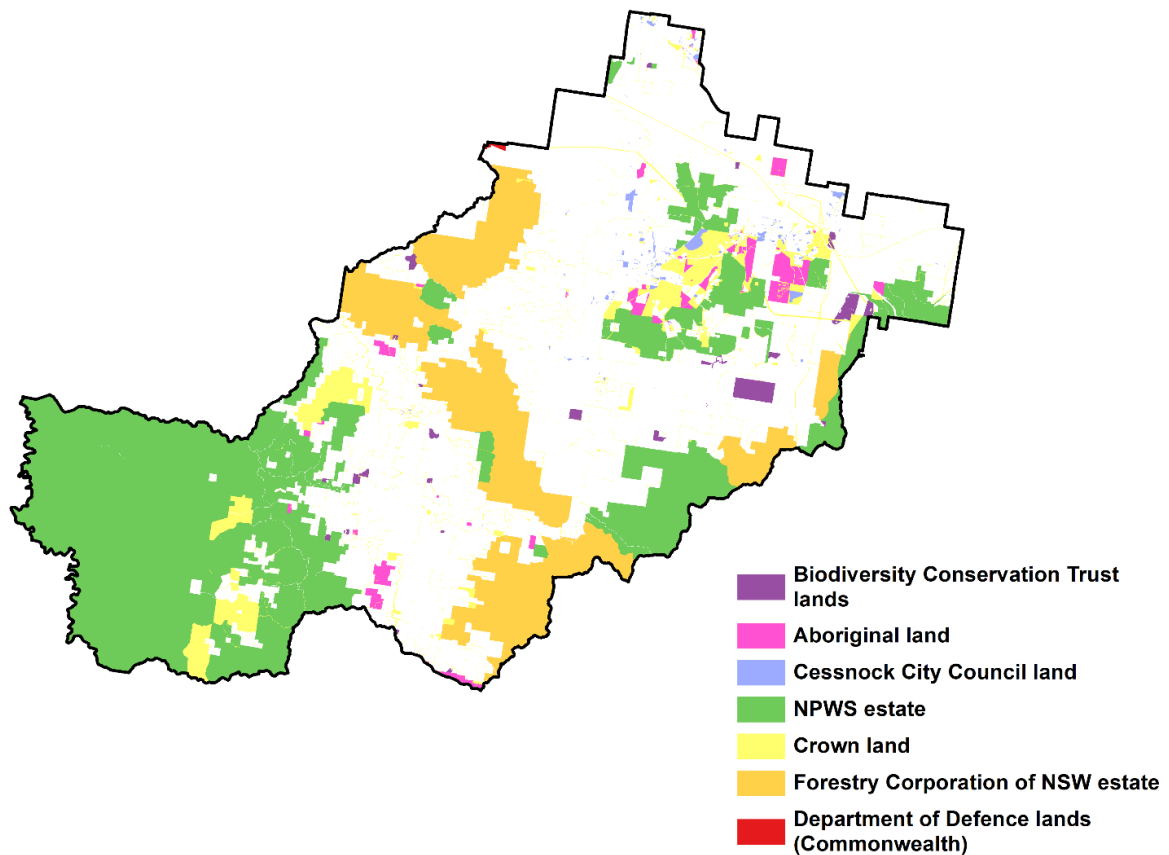 Biodiversity Conservation Trust
lands
Aboriginal land
Cessnock City Council land
NPWS estate
Crown land
Forestry Corporation of NSW estate
Department of Defence lands
(Commonwealth)